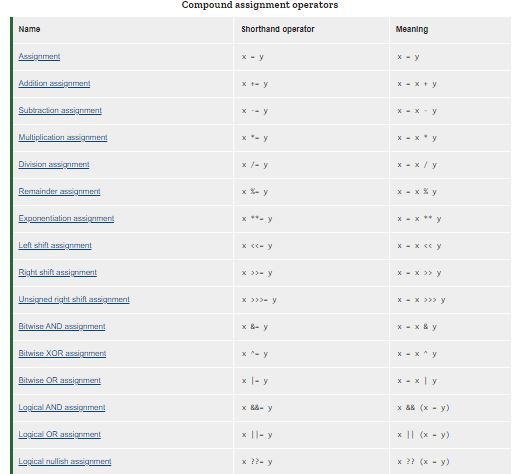 Compound assignment operators
Name Shorthand operator Meaning
Assignment x = y x = y
Addition assignment x += y x = x + y
Subtraction assignment x -= y x = x - y
Multiplication assignment x *= y x = x * y
Division assignment x /= y x = x / y
Remainder assignment x %= y x = x % y
Exponentiation assignment x **= y x = x ** y
Left shift assignment x <<= y x = x << y
Right shift assignment x >>= y x = x >> y
Unsigned right shift assignment x >>>= y x = x >>> y
Bitwise AND assignment x &= y x = x & y
Bitwise XOR assignment x ^= y x = x ^ y
Bitwise OR assignment x |= y x = x | y
Logical AND assignment x &&= y x && (x = y)
Logical OR assignment x ||= y x || (x = y)
Logical nullish assignment x ??= y x ?? (x = y)